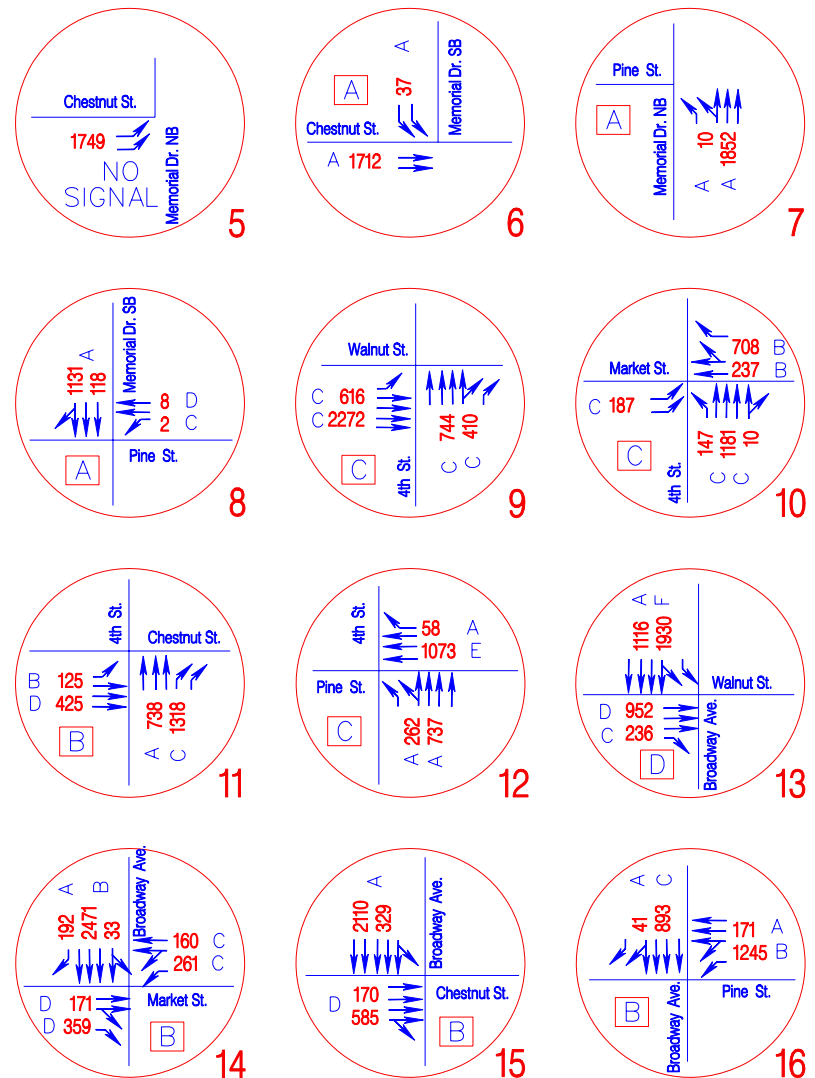 Chestnut St.
1749
NO
SIGNAL
Memorial Dr. NB
5
A
A
37
Memorial Dr. SB
Chestnut St.
A 1712
6
Pine St.
A
Memorial Dr. NB
10
1852
A
A
7
A
1131
118
Memorial Dr. SB
8 D
2 C
A
Pine St.
8
Walnut St.
C 616
C 2272
C
4th St.
744
410
C
C
9
708 B
237 B
Market St.
C 187
C
4th St.
147
1181
10
C
C
10
4th St.
Chestnut St.
B 125
D 425
B
738
1318
A
C
11
4th St.
58 A
1073 E
Pine St.
C
262
737
A
A
12
A
F
1116
1930
Walnut St.
D 952
C 236
D
Broadway Ave.
13
A
B
192
2471
33
Broadway Ave.
160 C
261 C
D 171
D 359
Market St.
B
14
A
2110
329
Broadway Ave.
D
170
585
Chestnut St.
B
15
A
C
41
893
171 A
1245 B
B
Broadway Ave.
Pine St.
16